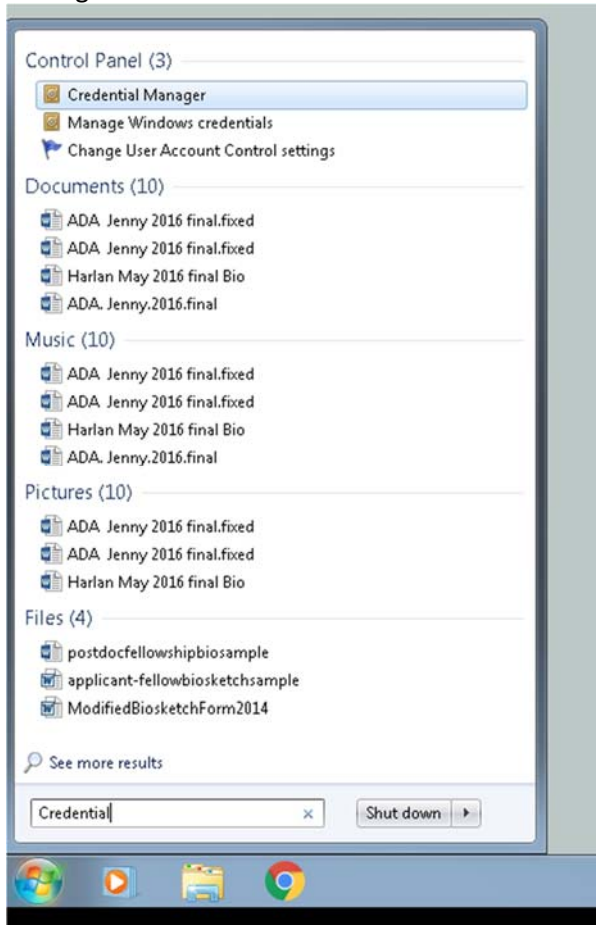 Control Panel (3)
Credential Manager
Manage Windows credentials
Change User Account Control settings
Documents (10)
ADA Jenny 2016 final.fixed
ADA Jenny 2016 final.fixed
Harlan May 2016 final Bio
ADA. Jenny.2016.final
Music (10)
ADA Jenny 2016 final.fixed
ADA Jenny 2016 final.fixed
Harlan May 2016 final Bio
ADA. Jenny.2016.final
Pictures (10)
ADA Jenny 2016 final.fixed
ADA Jenny 2016 final.fixed
Harlan May 2016 final Bio
Files (4)
postdocfellowshipbiosample
applicant-fellowbiosketchsample
ModifiedBiosketchForm2014
See more results
Credential
Shut down